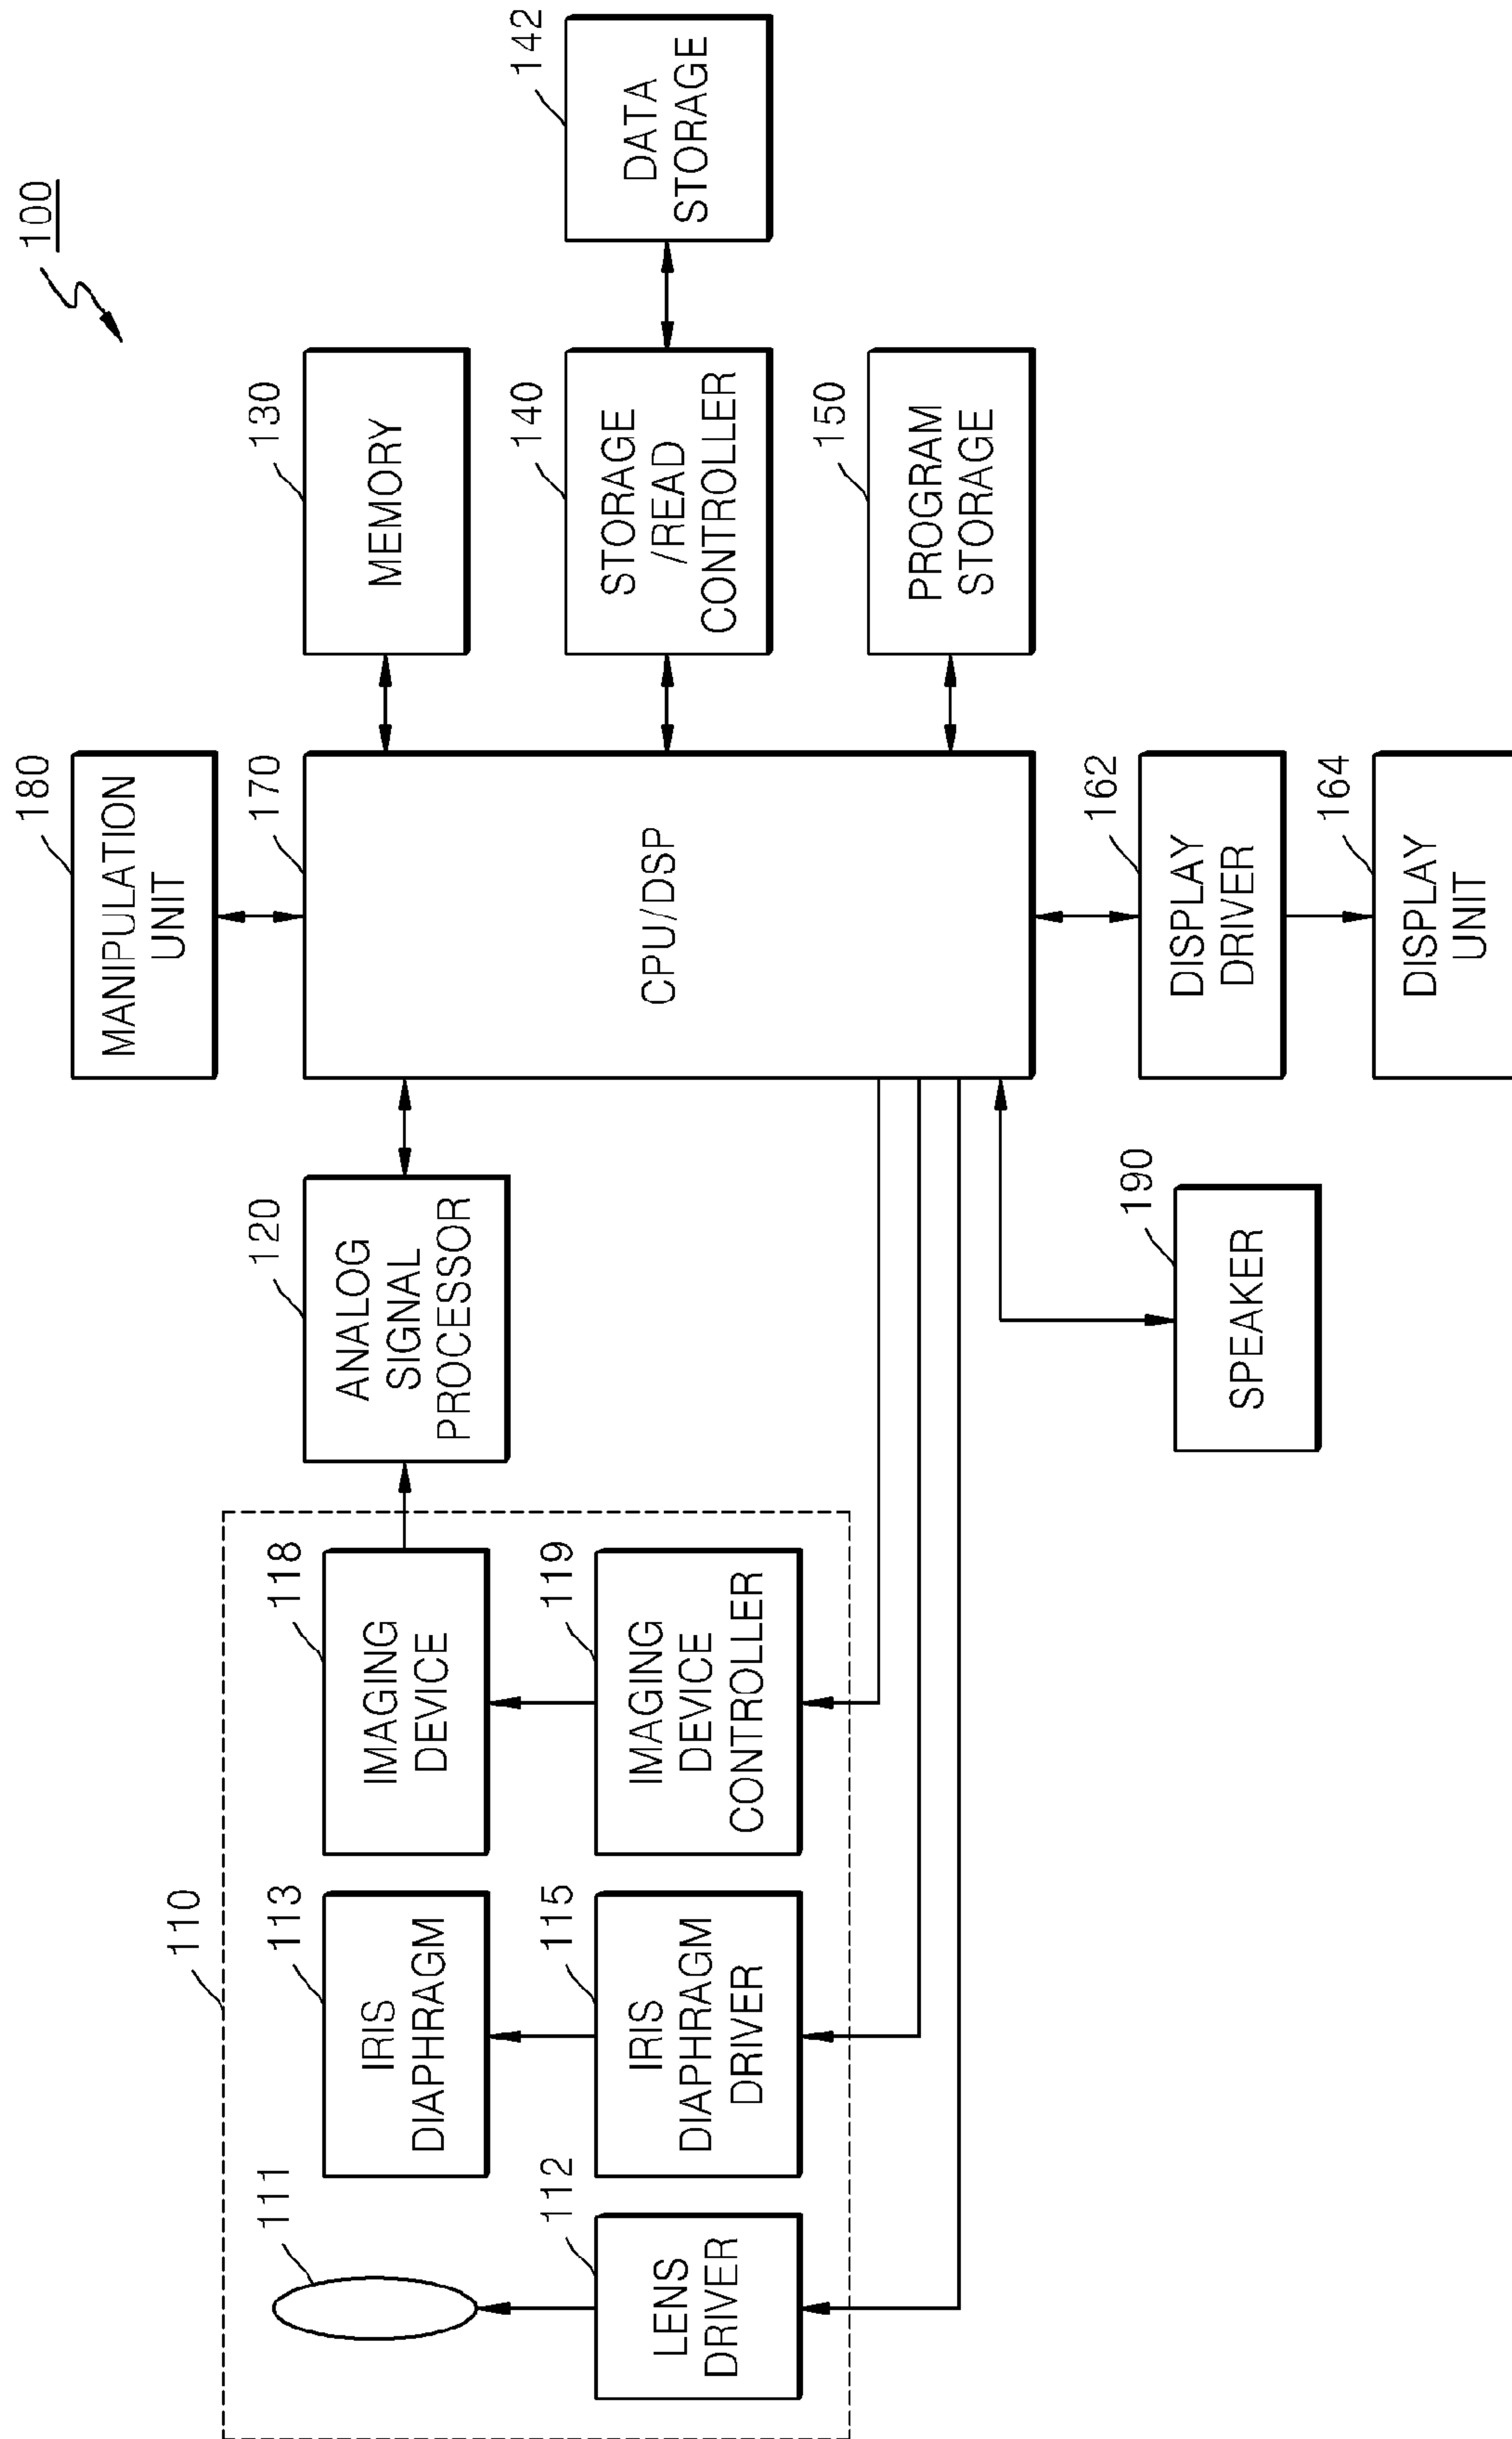 100
180
MANIPULATION
UNIT
110
111
113
118
120
170
130
IRIS
DIAPHRAGM
IMAGING
DEVICE
ANALOG
SIGNAL
PROCESSOR
CPU/DSP
MEMORY
112
115
119
140
142
LENS
DRIVER
IRIS
DIAPHRAGM
DRIVER
IMAGING
DEVICE
CONTROLLER
STORAGE
/READ
CONTROLLER
DATA
STORAGE
150
PROGRAM
STORAGE
190
SPEAKER
162
DISPLAY
DRIVER
164
DISPLAY
UNIT